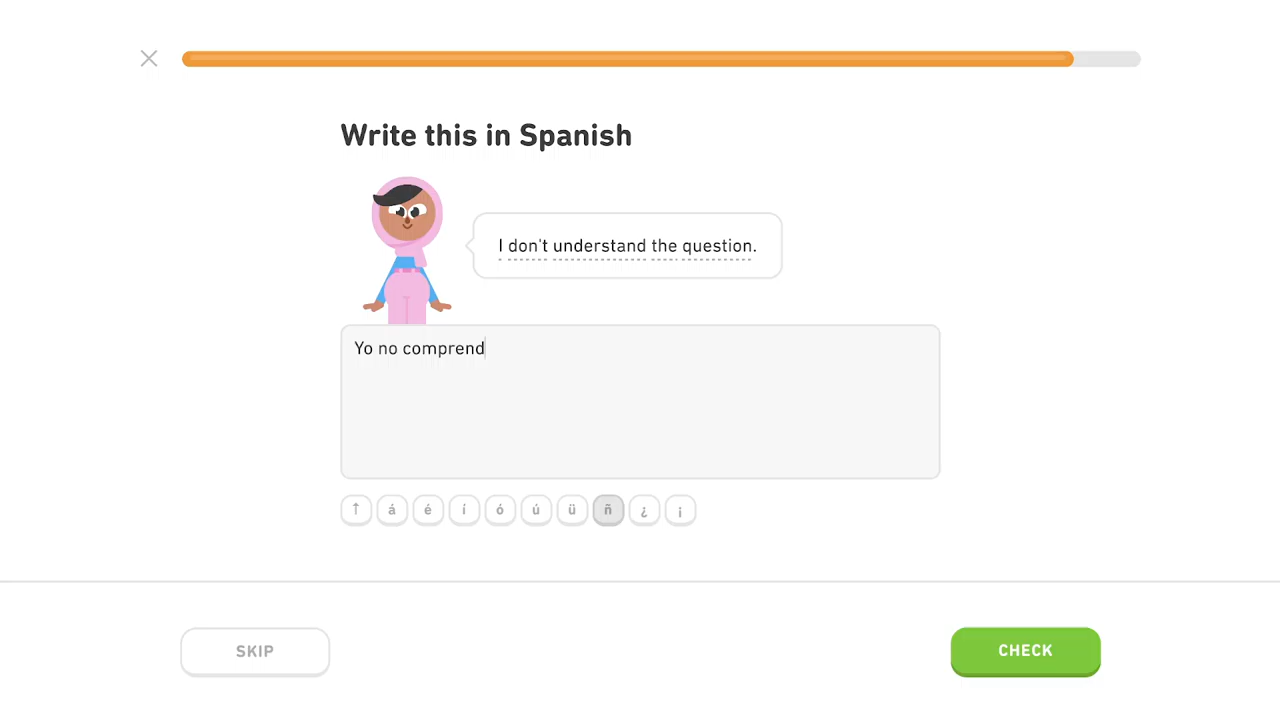 Write this in Spanish
I don't understand the question.
Yo no comprend
↑ á é í ó ú ü ñ ¿ ¡
SKIP
CHECK